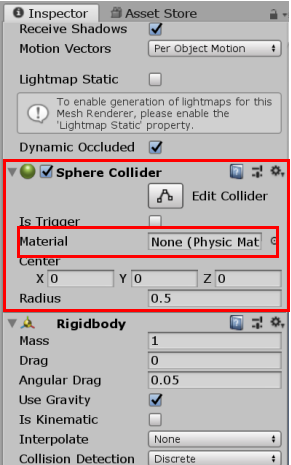 Inspector Asset Store
Receive Shadows
Motion Vectors Per Object Motion
Lightmap Static
To enable generation of lightmaps for this
Mesh Renderer, please enable the
'Lightmap Static' property.
Dynamic Occluded
Sphere Collider
Edit Collider
Is Trigger
Material None (Physic Mat
Center
X 0 Y 0 Z 0
Radius 0.5
Rigidbody
Mass 1
Drag 0
Angular Drag 0.05
Use Gravity
Is Kinematic
Interpolate None
Collision Detection Discrete